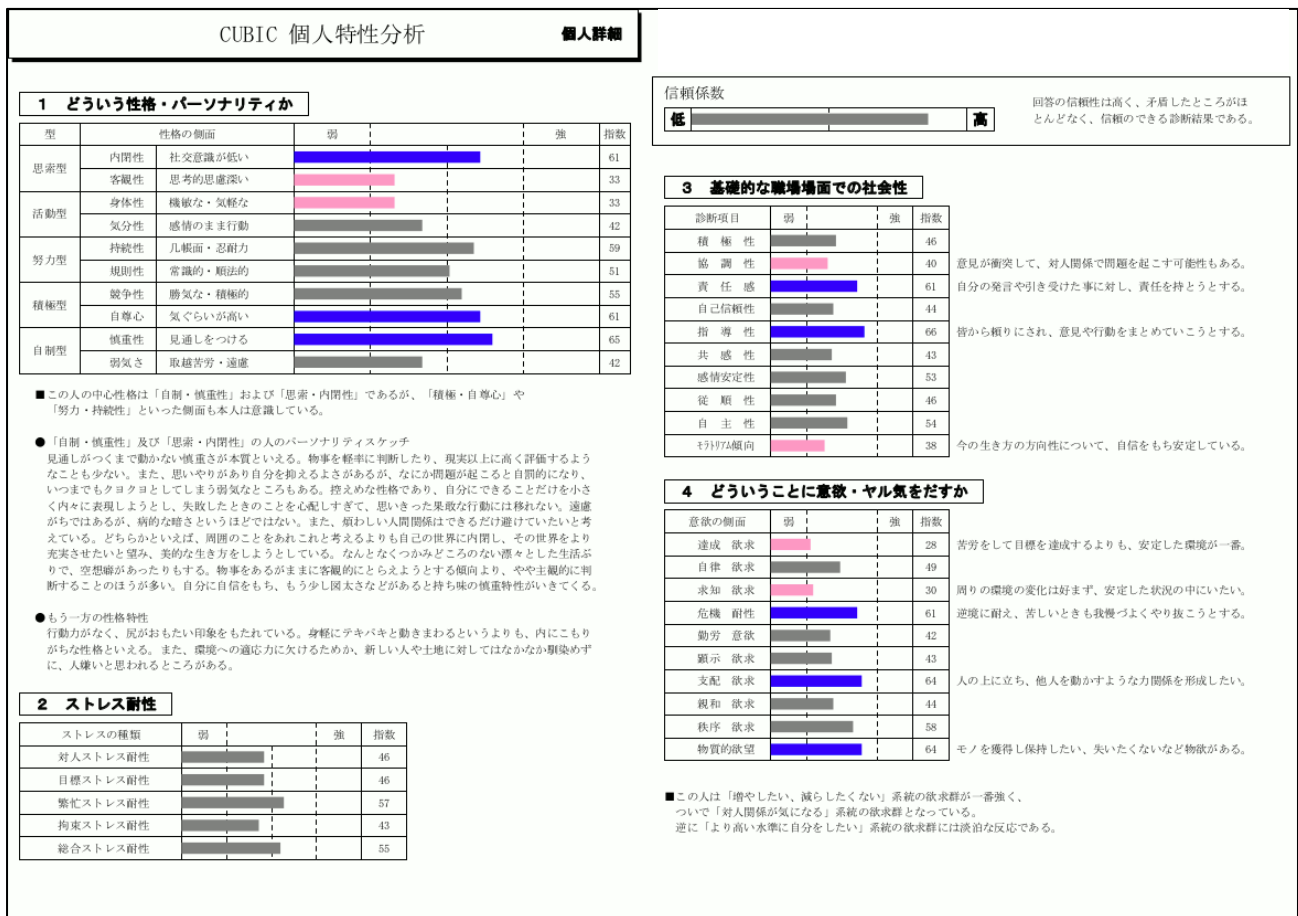 CUBIC 個人特性分析 個人詳細
1 どういう性格・パーソナリティか
型 性格の側面 弱 強 指数
思索型 内閉性 社交意識が低い 61
客観性 思考的思慮深い 33
活動型 身体性 機敏な・気軽な 33
気分性 感情のまま行動 42
努力型 持続性 几帳面・忍耐力 59
規則性 常識的・順法的 51
積極型 競争性 勝気な・積極的 55
自尊心 気ぐらいが高い 61
自制型 慎重性 見通しをつける 65
弱気さ 取越苦労・遠慮 42
■この人の中心性格は「自制・慎重性」および「思索・内閉性」であるが、「積極・自尊心」や
「努力・持続性」といった側面も本人は意識している。
●「自制・慎重性」及び「思索・内閉性」の人のパーソナリティスケッチ
見通しがつくまで動かない慎重さが本質といえる。物事を軽率に判断したり、現実以上に高く評価するよう
なことも少ない。また、思いやりがあり自分を抑えるよさがあるが、なにか問題が起こると自罰的になり、
いつまでもクヨクヨとしてしまう弱気なところもある。控えめな性格であり、自分にできることだけを小さ
く内々に表現しようとし、失敗したときのことを心配しすぎて、思いきった果敢な行動には移れない。遠慮
がちではあるが、病的な暗さというほどではない。また、煩わしい人間関係はできるだけ避けていたいと考
えている。どちらかといえば、周囲のことをあれこれと考えるよりも自己の世界に内閉し、その世界をより
充実させたいと望み、美的な生き方をしようとしている。なんとなくつかみどころのない漂々とした生活ぶ
りで、空想癖があったりもする。物事をあるがままに客観的にとらえようとする傾向より、やや主観的に判
断することのほうが多い。自分に自信をもち、もう少し図太さなどがあると持ち味の慎重特性がいきてくる。
●もう一方の性格特性
行動力がなく、尻がおもたい印象をもたれている。身軽にテキパキと動きまわるというよりも、内にこもり
がちな性格といえる。また、環境への適応力に欠けるためか、新しい人や土地に対してはなかなか馴染めず
に、人嫌いと思われるところがある。
2 ストレス耐性
ストレスの種類 弱 強 指数
対人ストレス耐性 46
目標ストレス耐性 46
繁忙ストレス耐性 57
拘束ストレス耐性 43
総合ストレス耐性 55
信頼係数
低 高
回答の信頼性は高く、矛盾したところがほ
とんどなく、信頼のできる診断結果である。
3 基礎的な職場場面での社会性
診断項目 弱 強 指数
積極性 46
協調性 40 意見が衝突して、対人関係で問題を起こす可能性もある。
責任感 61 自分の発言や引き受けた事に対し、責任を持とうとする。
自己信頼性 44
指導性 66 皆から頼りにされ、意見や行動をまとめていこうとする。
共感性 43
感情安定性 53
従順性 46
自主性 54
モラトリアム傾向 38 今の生き方の方向性について、自信をもち安定している。
4 どういうことに意欲・ヤル気をだすか
意欲の側面 弱 強 指数
達成 欲求 28 苦労をして目標を達成するよりも、安定した環境が一番。
自律 欲求 49
求知 欲求 30 周りの環境の変化は好まず、安定した状況の中にいたい。
危機 耐性 61 逆境に耐え、苦しいときも我慢づよくやり抜こうとする。
勤労 意欲 42
顕示 欲求 43
支配 欲求 64 人の上に立ち、他人を動かすような力関係を形成したい。
親和 欲求 44
秩序 欲求 58
物質的欲望 64 モノを獲得し保持したい、失いたくないなど物欲がある。
■この人は「増やしたい、減らしたくない」系統の欲求群が一番強く、
ついで「対人関係が気になる」系統の欲求群となっている。
逆に「より高い水準に自分をしたい」系統の欲求群には淡泊な反応である。